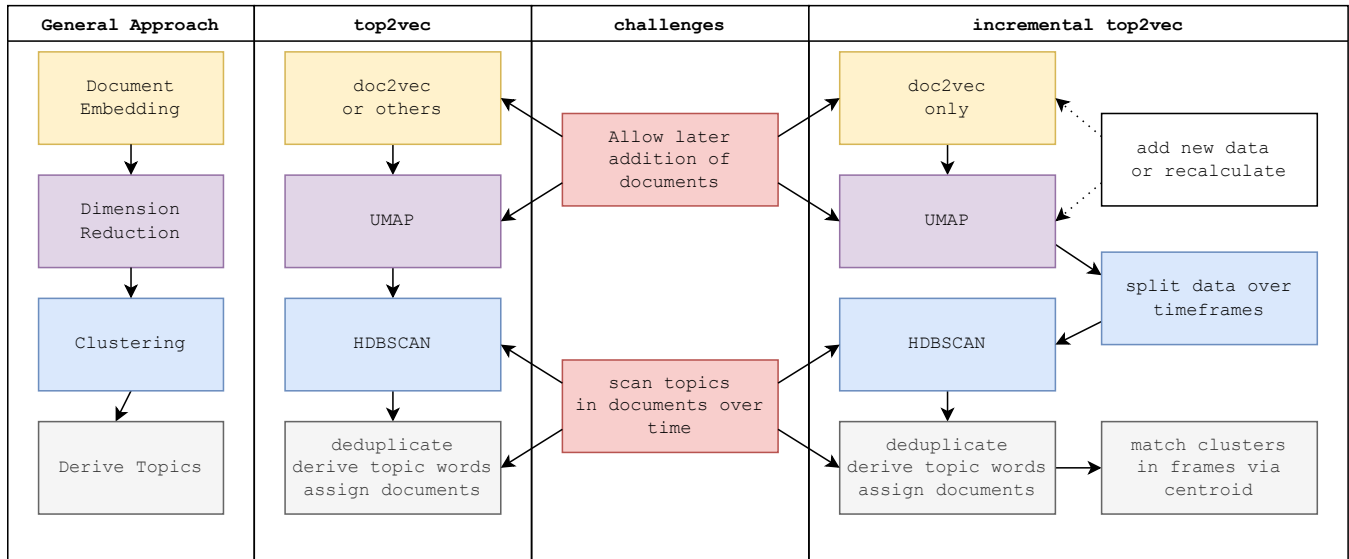 General Approach
top2vec
challenges
incremental top2vec
Document
Embedding
Dimension
Reduction
Clustering
Derive Topics
doc2vec
or others
UMAP
HDBSCAN
deduplicate
derive topic words
assign documents
Allow later
addition of
documents
scan topics
in documents over
time
doc2vec
only
UMAP
HDBSCAN
deduplicate
derive topic words
assign documents
add new data
or recalculate
split data over
timeframes
match clusters
in frames via
centroid